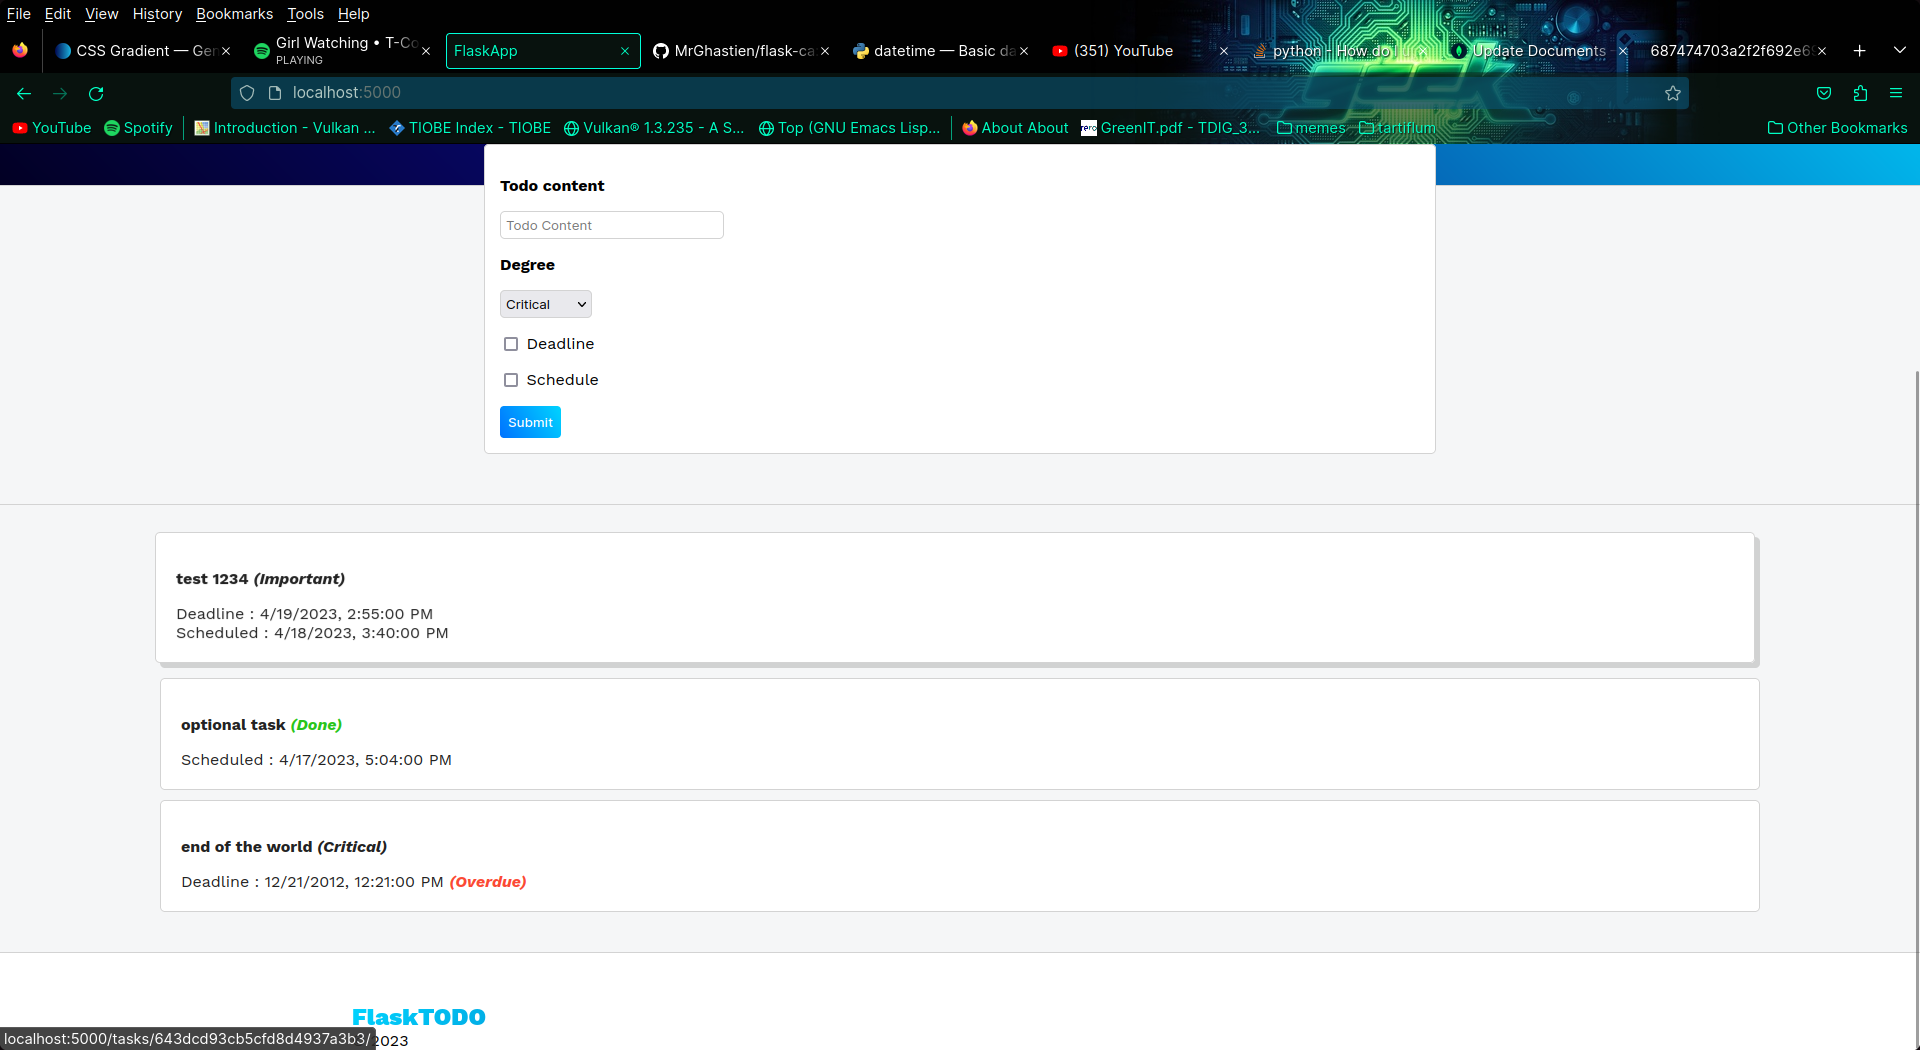 File Edit View History Bookmarks Tools Help
CSS Gradient — Gen
Girl Watching • T-Co
PLAYING
FlaskApp
MrGhastien/flask-ca
datetime — Basic da
(351) YouTube
python - How do I
Update Documents -
687474703a2f2f692e69
localhost:5000
YouTube Spotify Introduction - Vulkan ... TIOBE Index - TIOBE Vulkan® 1.3.235 - A S... Top (GNU Emacs Lisp... About About GreenIT.pdf - TDIG_3... memes tartiflum Other Bookmarks
Todo content
Todo Content
Degree
Critical
Deadline
Schedule
Submit
test 1234 (Important)
Deadline : 4/19/2023, 2:55:00 PM
Scheduled : 4/18/2023, 3:40:00 PM
optional task (Done)
Scheduled : 4/17/2023, 5:04:00 PM
end of the world (Critical)
Deadline : 12/21/2012, 12:21:00 PM (Overdue)
FlaskTODO
2023
localhost:5000/tasks/643dcd93cb5cfd8d4937a3b3/